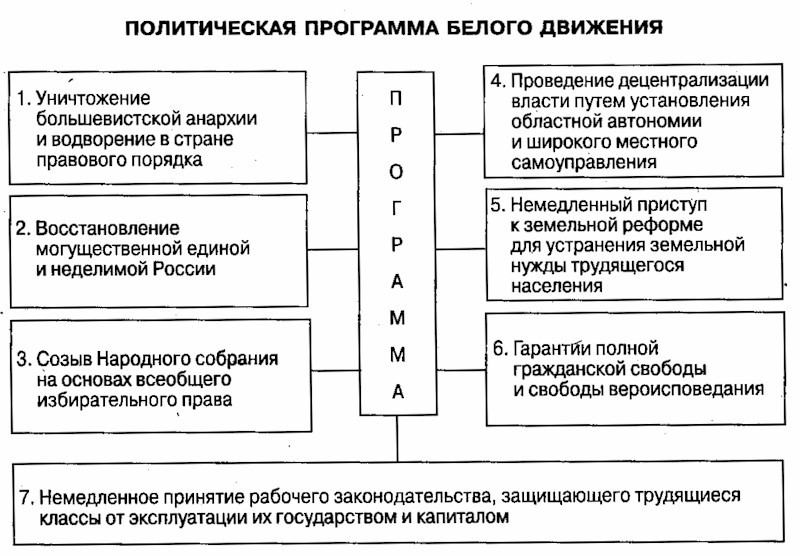 ПОЛИТИЧЕСКАЯ ПРОГРАММА БЕЛОГО ДВИЖЕНИЯ
1. Уничтожение
большевистской анархии
и водворение в стране
правового порядка
2. Восстановление
могущественной единой
и неделимой России
3. Созыв Народного собрания
на основах всеобщего
избирательного права
П
Р
О
Г
Р
А
М
М
А
4. Проведение децентрализации
власти путем установления
областной автономии
и широкого местного
самоуправления
5. Немедленный приступ
к земельной реформе
для устранения земельной
нужды трудящегося
населения
6. Гарантии полной
гражданской свободы
и свободы вероисповедания
7. Немедленное принятие рабочего законодательства, защищающего трудящиеся
классы от эксплуатации их государством и капиталом